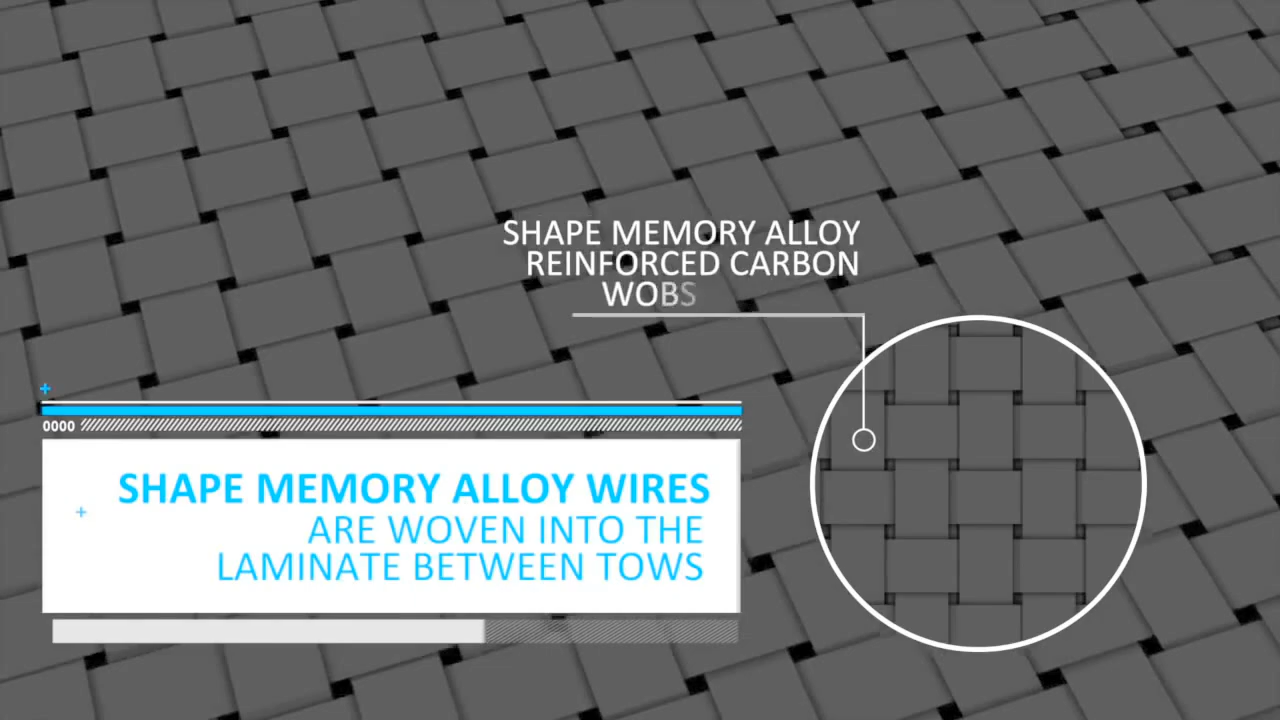 SHAPE MEMORY ALLOY
REINFORCED CARBON
WOBS
0000
SHAPE MEMORY ALLOY WIRES
ARE WOVEN INTO THE
LAMINATE BETWEEN TOWS